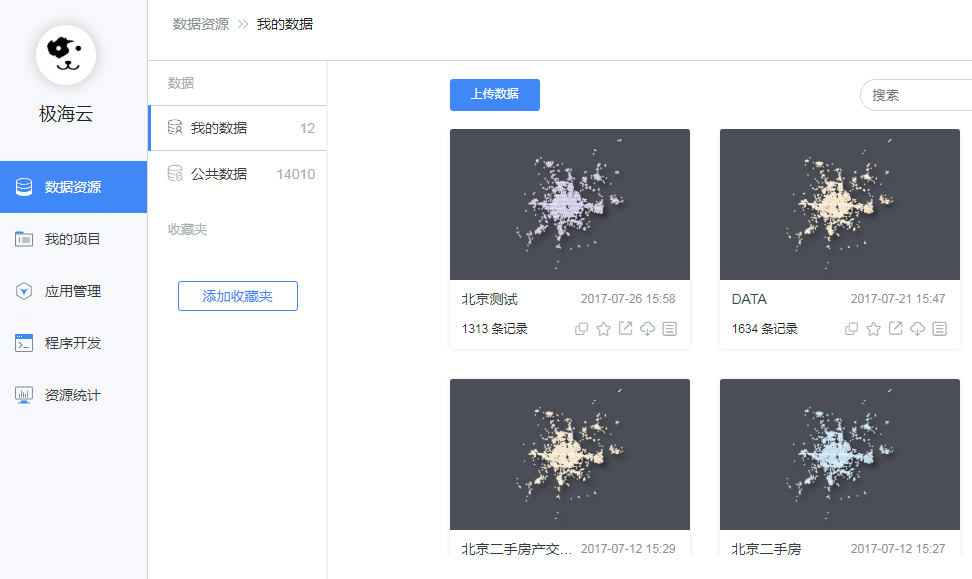 数据资源 >> 我的数据
极海云
数据资源
我的项目
应用管理
程序开发
资源统计
数据
我的数据 12
公共数据 14010
收藏夹
添加收藏夹
上传数据
搜索
北京测试 2017-07-26 15:58
1313 条记录
DATA 2017-07-21 15:47
1634 条记录
北京二手房产交... 2017-07-12 15:29
北京二手房 2017-07-12 15:27